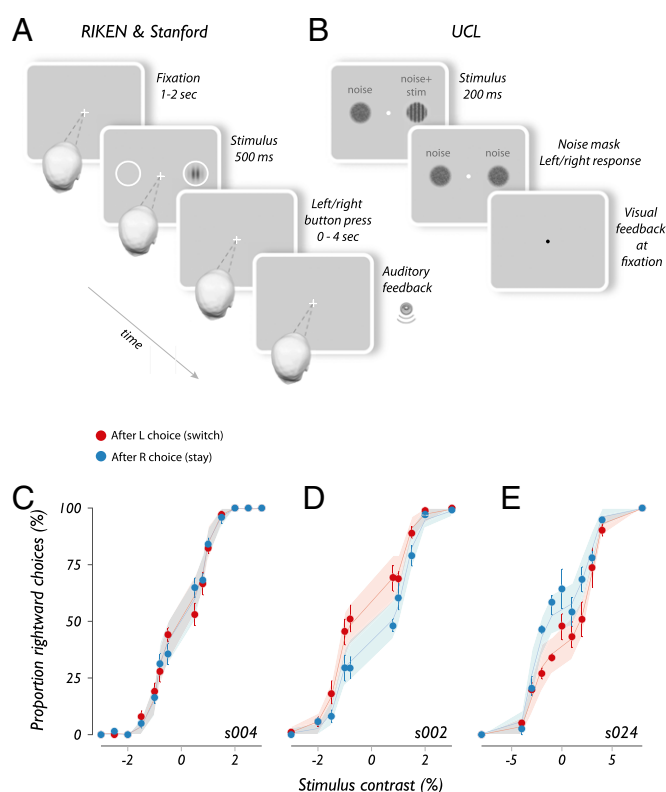 A
RIKEN & Stanford
Fixation
1-2 sec
Stimulus
500 ms
Left/right
button press
0 - 4 sec
Auditory
feedback
time
B
UCL
noise
noise+
stim
Stimulus
200 ms
noise
noise
Noise mask
Left/right response
Visual
feedback
at
fixation
After L choice (switch)
After R choice (stay)
C
D
E
Proportion rightward choices (%)
100
75
50
25
0
s004
s002
s024
-2
0
2
-2
0
2
-5
0
5
Stimulus contrast (%)